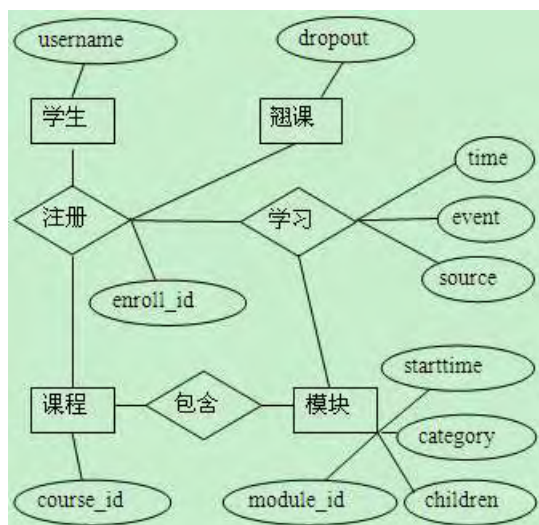 username
dropout
学生
翘课
time
注册
学习
event
source
enroll_id
starttime
课程
包含
模块
category
course_id
module_id
children